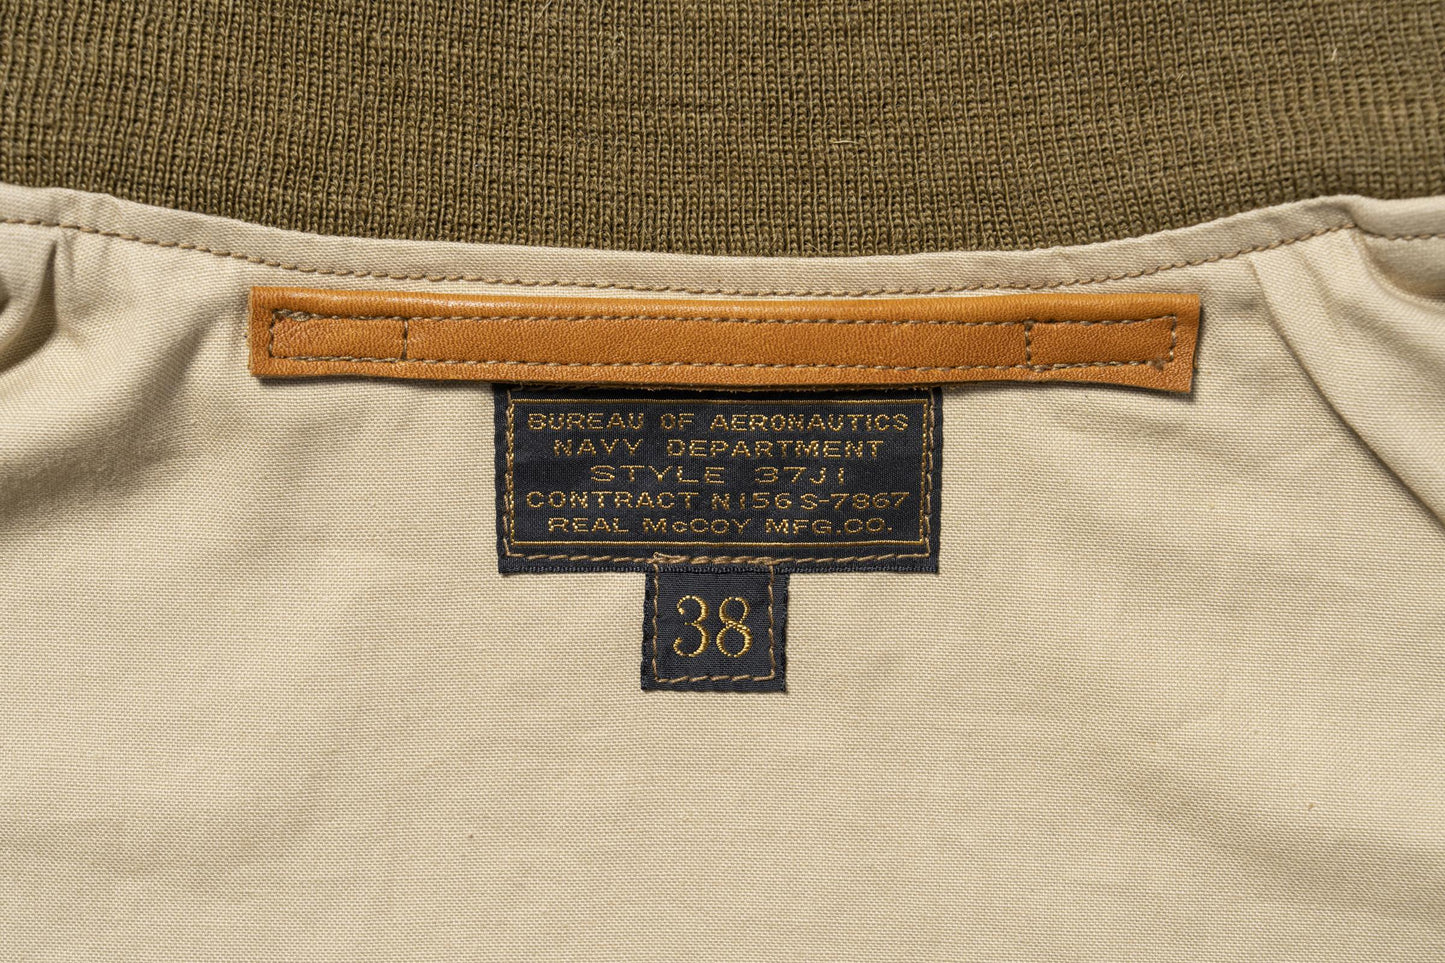 BUREAU OF AERONAUTICS
NAVY DEPARTMENT
STYLE 37J1
CONTRACT N156S-7867
REAL McCOY MFG.CO.
38